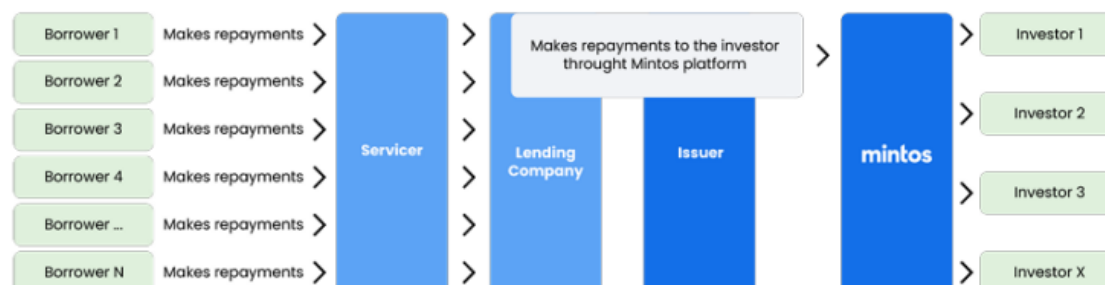 Borrower 1 Makes repayments
Makes repayments to the investor
throught Mintos platform
Investor 1
Borrower 2 Makes repayments
Investor 2
Borrower 3 Makes repayments
Servicer
Lending
Company
Issuer
mintos
Borrower 4 Makes repayments
Investor 3
Borrower ... Makes repayments
Borrower N Makes repayments
Investor X